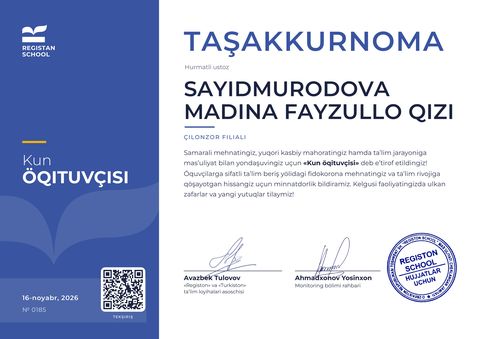 REGISTAN
SCHOOL
Kun
ÖQITUVÇISI
16-noyabr, 2026
№ 0185
TEKŞIRIŞ
TAŞAKKURNOMA
Hurmatli ustoz
SAYIDMURODOVA
MADINA FAYZULLO QIZI
ÇILONZOR FILIALI
Samarali mehnatingiz, yuqori kasbiy mahoratingiz hamda ta'lim jarayoniga
mas'uliyat bilan yondaşuvingiz uçun «Kun öqituvçisi» deb e'tirof etildingiz!
Öquvçilarga sifatli ta'lim beriş yölidagi fidokorona mehnatingiz va ta'lim rivojiga
qöşayotgan hissangiz uçun minnatdorlik bildiramiz. Kelgusi faoliyatingizda ulkan
zafarlar va yangi yutuqlar tilaymiz!
Avazbek Tulovov
«Registon» va «Turkiston»
ta'lim loyihalari asoschisi
Ahmadxonov Yosinxon
Monitoring bölimi rahbari
REGISTON
SCHOOL
HUJJATLAR
UCHUN